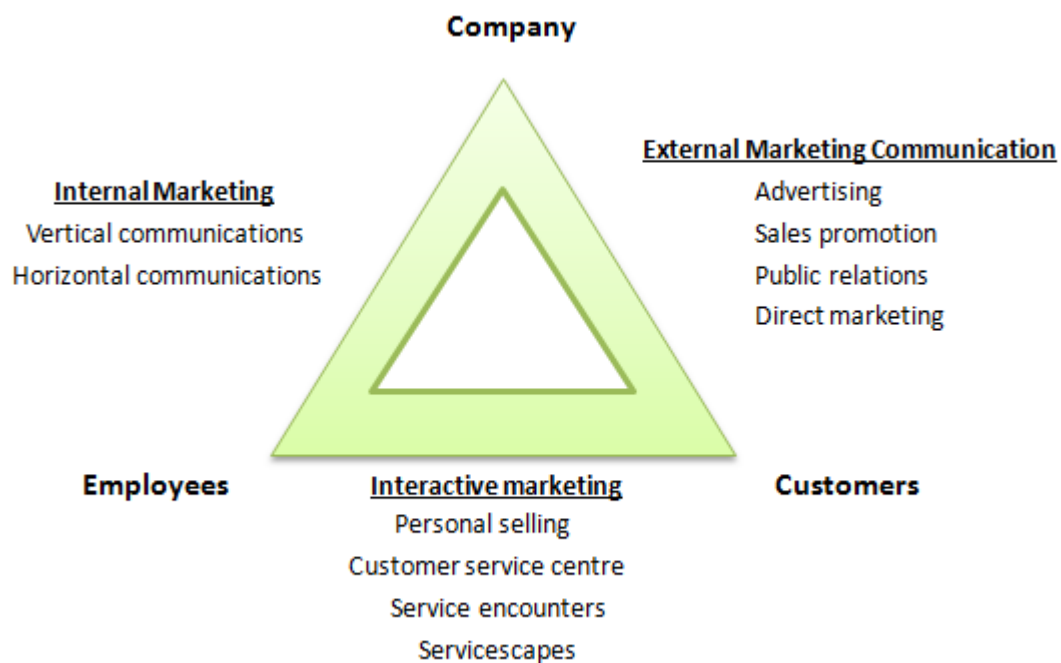 Company
External Marketing Communication
Advertising
Sales promotion
Public relations
Direct marketing
Internal Marketing
Vertical communications
Horizontal communications
Employees
Interactive marketing
Personal selling
Customer service centre
Service encounters
Servicescapes
Customers